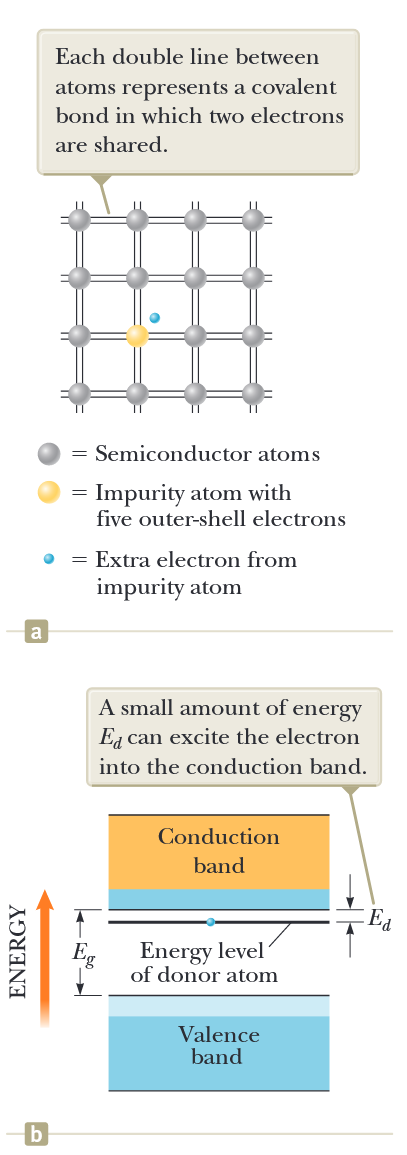 Each double line between
atoms represents a covalent
bond in which two electrons
are shared.
= Semiconductor atoms
= Impurity atom with
five outer-shell electrons
= Extra electron from
impurity atom
a
A small amount of energy
E_d can excite the electron
into the conduction band.
Conduction
band
ENERGY
E_g
E_d
Energy level
of donor atom
Valence
band
b